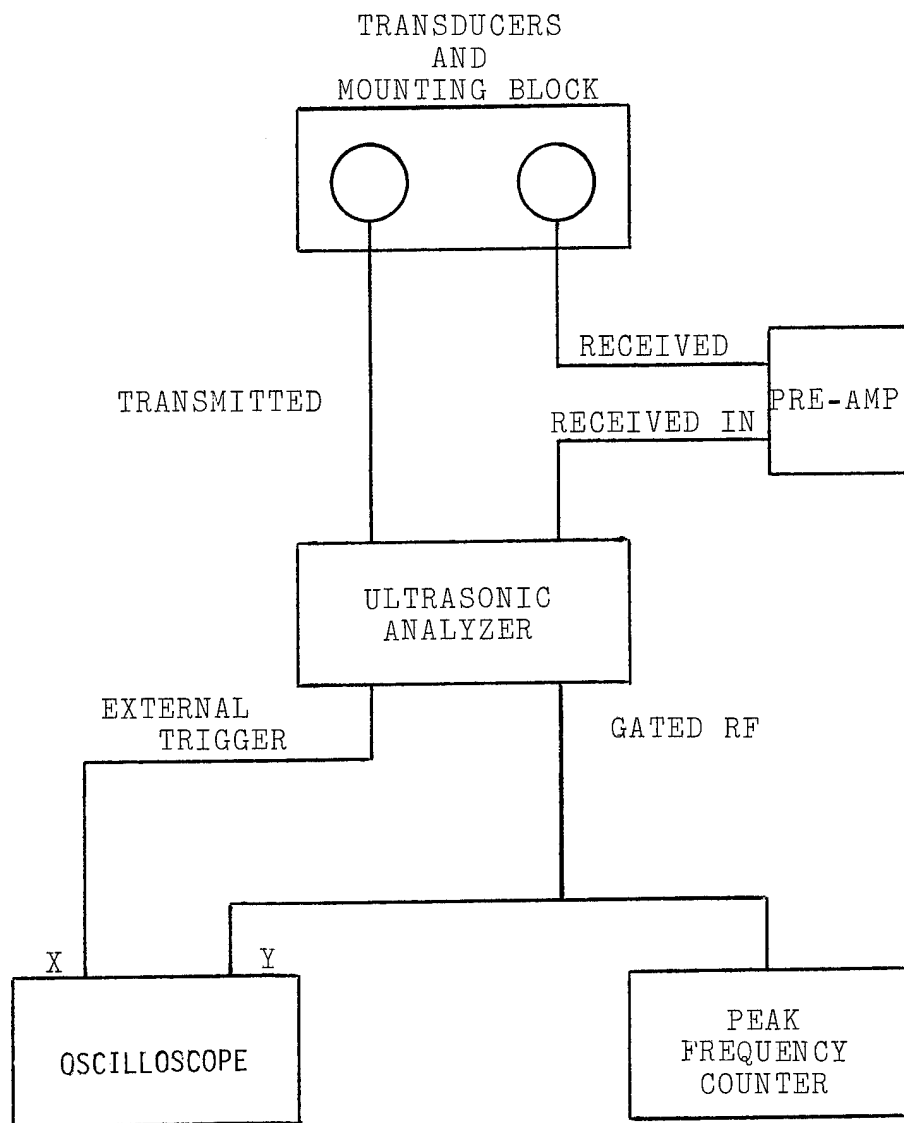 TRANSDUCERS
AND
MOUNTING BLOCK
RECEIVED
PRE-AMP
TRANSMITTED
RECEIVED IN
ULTRASONIC
ANALYZER
EXTERNAL
TRIGGER
GATED RF
X
Y
OSCILLOSCOPE
PEAK
FREQUENCY
COUNTER